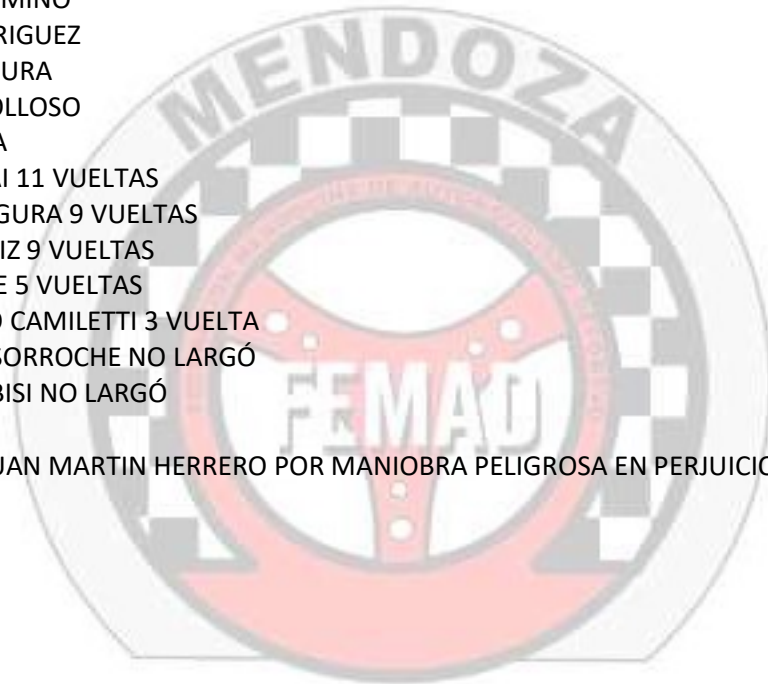 MINO
RIGUEZ
URA
OLLOSO
A
AI 11 VUELTAS
GURA 9 VUELTAS
IZ 9 VUELTAS
E 5 VUELTAS
O CAMILETTI 3 VUELTA
SORROCHE NO LARGÓ
BISI NO LARGÓ
UAN MARTIN HERRERO POR MANIOBRA PELIGROSA EN PERJUICIO
MENDOZA
FEMAD